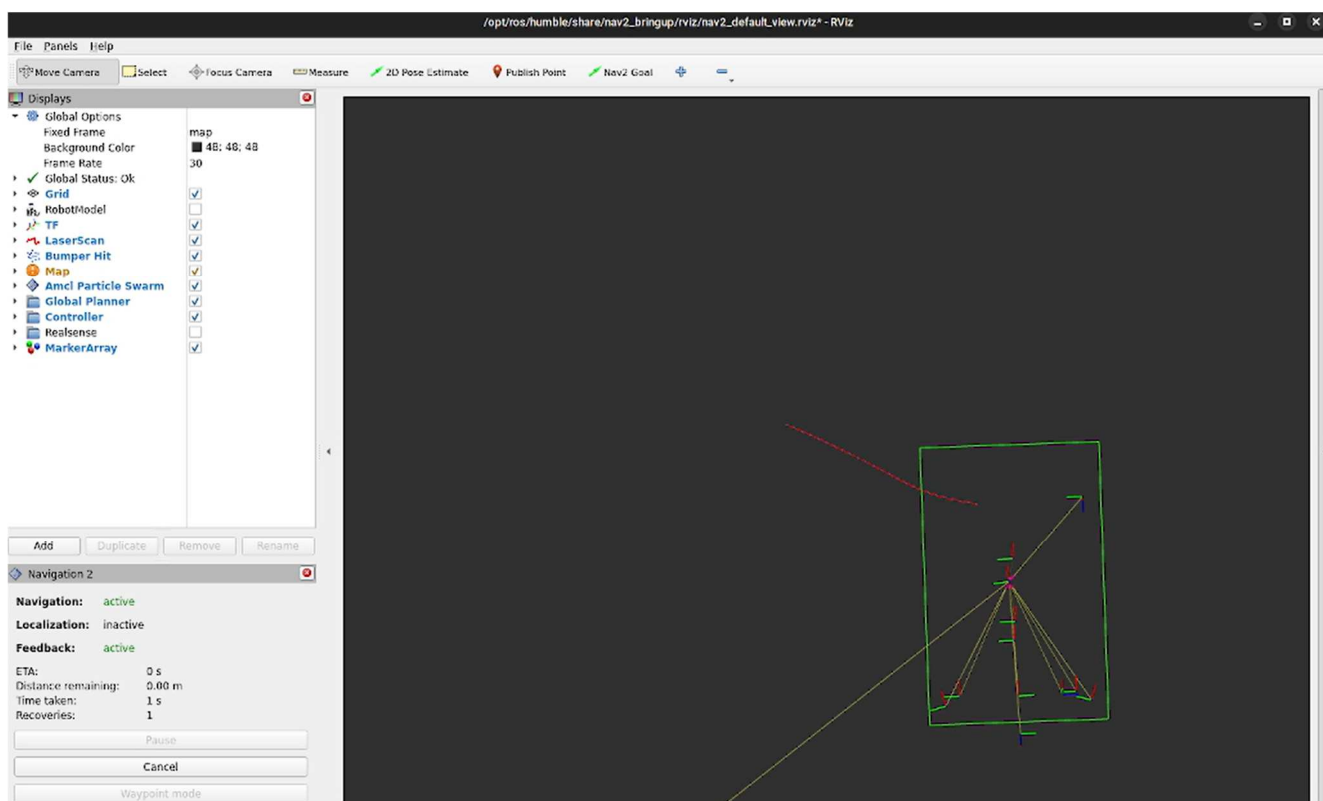 /opt/ros/humble/share/nav2_bringup/rviz/nav2_default_view.rviz* - RViz
File Panels Help
Move Camera Select Focus Camera Measure 2D Pose Estimate Publish Point Nav2 Goal
Displays
Global Options
Fixed Frame map
Background Color 48; 48; 48
Frame Rate 30
Global Status: Ok
Grid
RobotModel
TF
LaserScan
Bumper Hit
Map
Amcl Particle Swarm
Global Planner
Controller
Realsense
MarkerArray
Add Duplicate Remove Rename
Navigation 2
Navigation: active
Localization: inactive
Feedback: active
ETA: 0 s
Distance remaining: 0.00 m
Time taken: 1 s
Recoveries: 1
Pause
Cancel
Waypoint mode